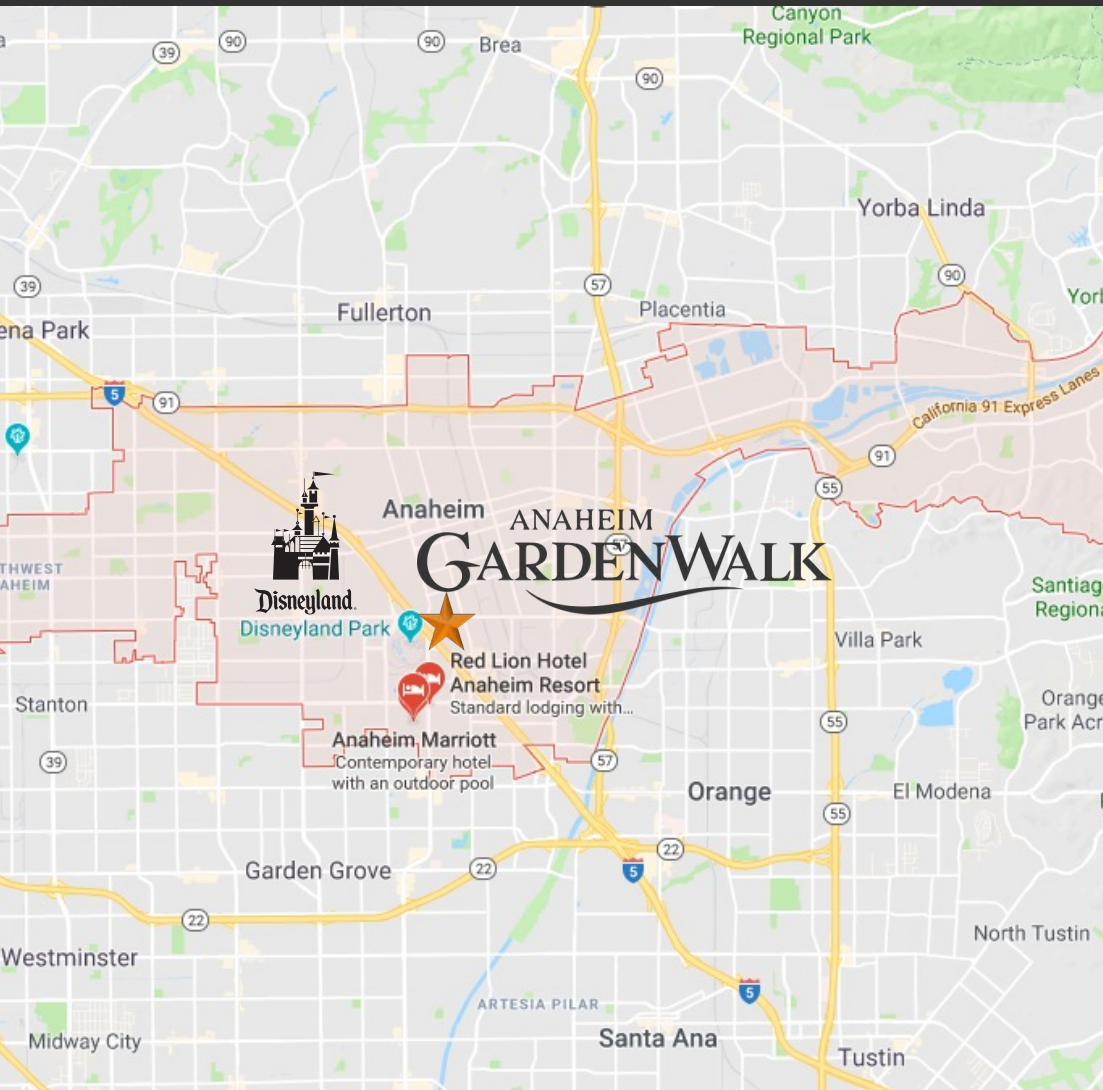 Canyon
Regional Park
39
90
90
Brea
90
Yorba Linda
90
39
57
Fullerton
Placentia
Yorb
ena Park
5
91
California 91 Express Lanes
91
55
Anaheim
ANAHEIM
GARDENWALK
57
THWEST
AHEIM
Disneyland
Disneyland Park
Santiag
Regiona
Villa Park
Red Lion Hotel
Anaheim Resort
Standard lodging with...
Stanton
Orange
Park Acr
55
Anaheim Marriott
Contemporary hotel
with an outdoor pool
39
57
Orange
El Modena
55
22
Garden Grove
22
5
22
North Tustin
Westminster
5
ARTESIA PILAR
Midway City
Santa Ana
Tustin